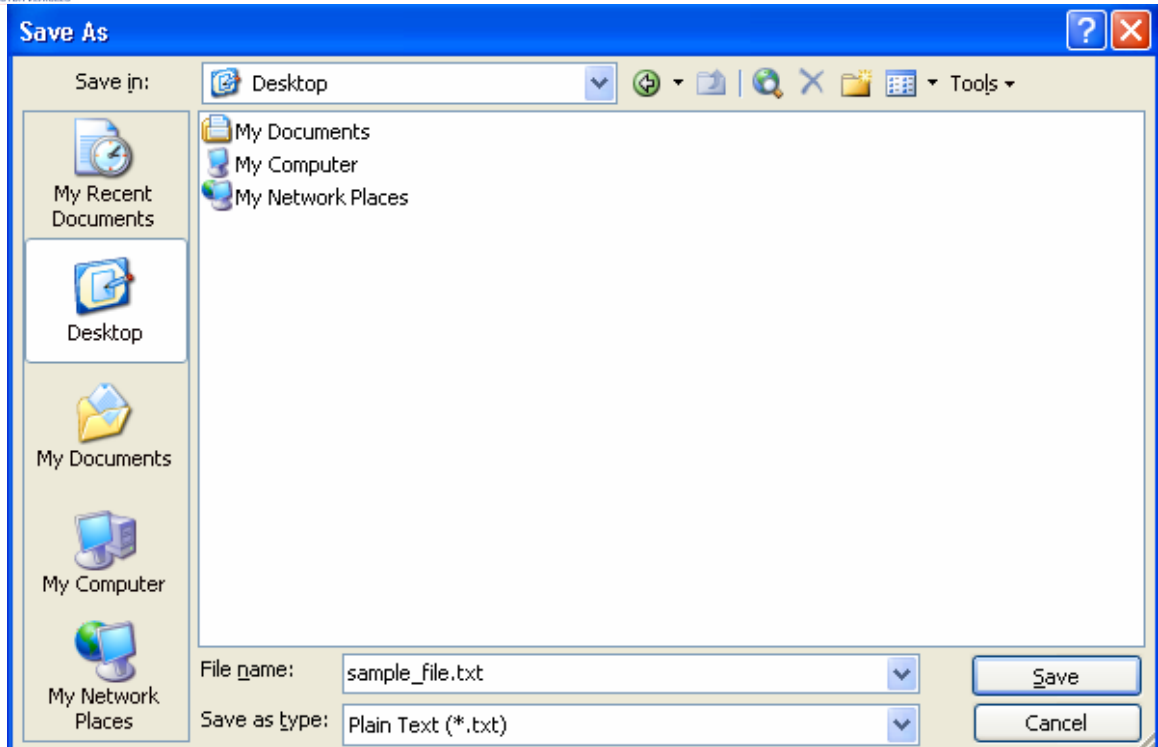 Save As
Save in:
Desktop
Tools
My Recent
Documents
Desktop
My Documents
My Computer
My Network
Places
My Documents
My Computer
My Network Places
File name:
sample_file.txt
Save
Save as type:
Plain Text (*.txt)
Cancel